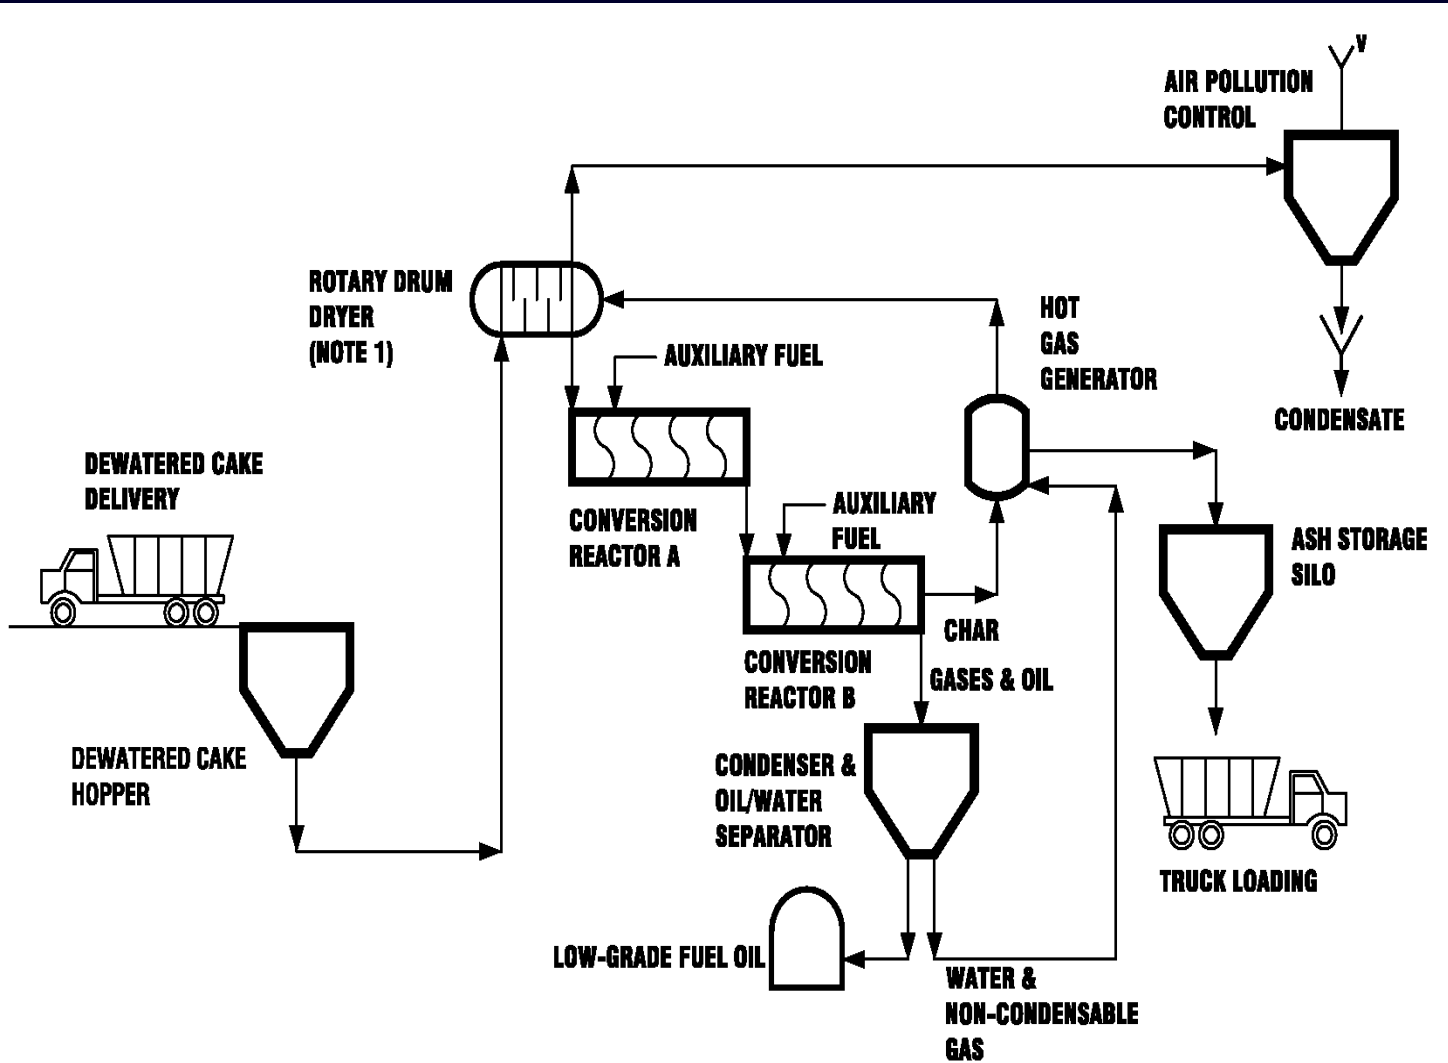 V
AIR POLLUTION
CONTROL
ROTARY DRUM
DRYER
(NOTE 1)
HOT
GAS
GENERATOR
AUXILIARY FUEL
CONDENSATE
DEWATERED CAKE
DELIVERY
CONVERSION
REACTOR A
AUXILIARY
FUEL
ASH STORAGE
SILO
CHAR
CONVERSION
REACTOR B
GASES & OIL
DEWATERED CAKE
HOPPER
CONDENSER &
OIL/WATER
SEPARATOR
TRUCK LOADING
LOW-GRADE FUEL OIL
WATER &
NON-CONDENSABLE
GAS